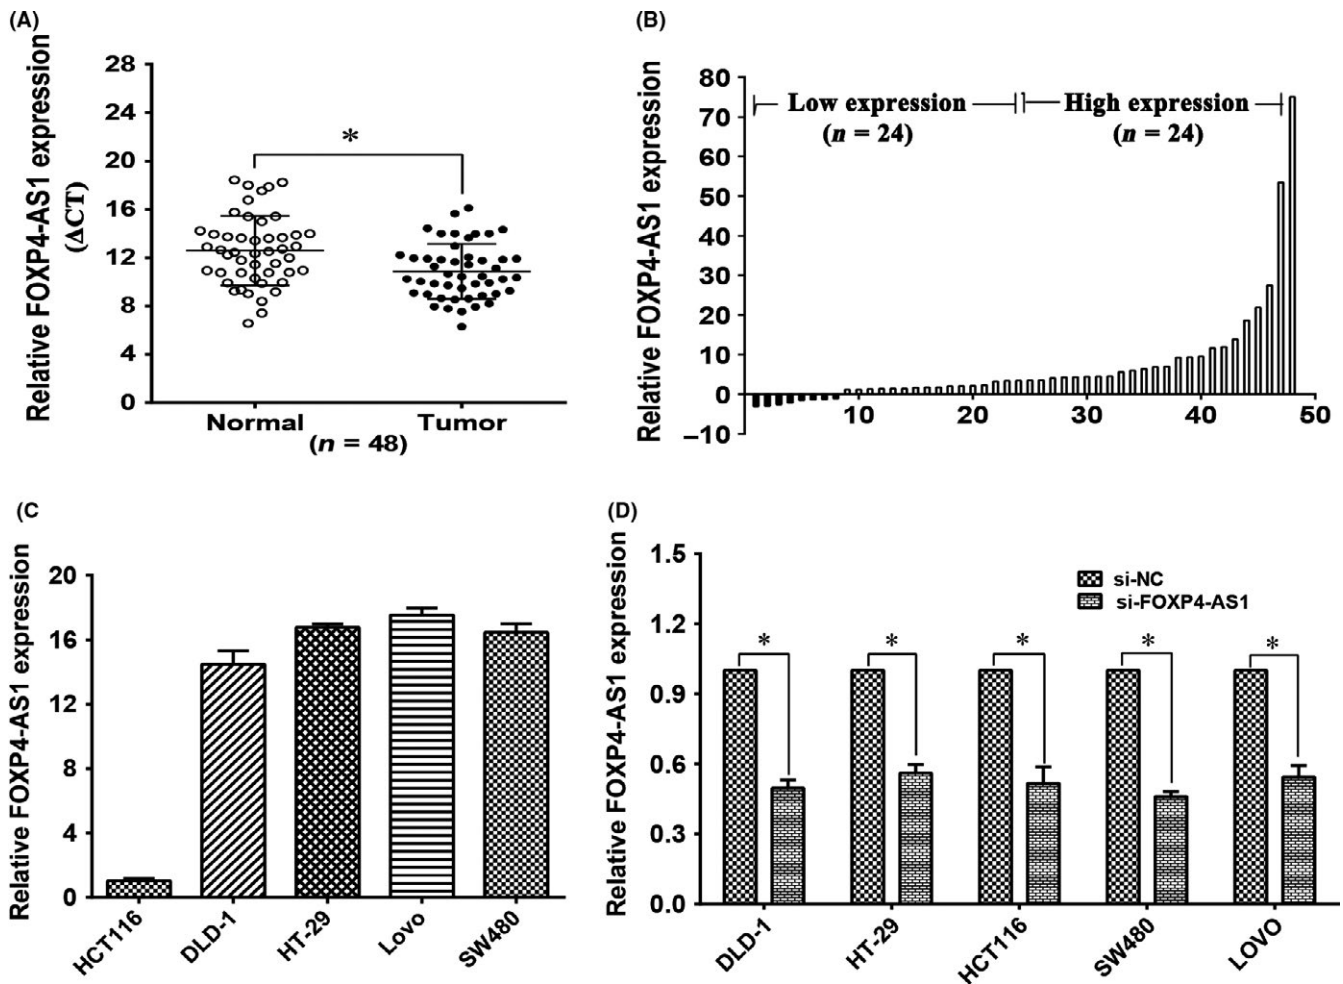 (A)
Relative FOXP4-AS1 expression
(ΔCT)
28
24
20
16
12
8
4
0
*
Normal
Tumor
(n = 48)
(B)
Relative FOXP4-AS1 expression
80
70
60
50
40
30
20
10
0
–10
Low expression
(n = 24)
High expression
(n = 24)
10
20
30
40
50
(C
Relative FOXP4-AS1 expression
20
16
12
8
4
0
HCT116
DLD-1
HT-29
Lovo
SW480
(D)
Relative FOXP4-AS1 expression
1.5
1.2
0.9
0.6
0.3
0.0
si-NC
si-FOXP4-AS1
*
*
*
*
*
DLD-1
HT-29
HCT116
SW480
LOVO